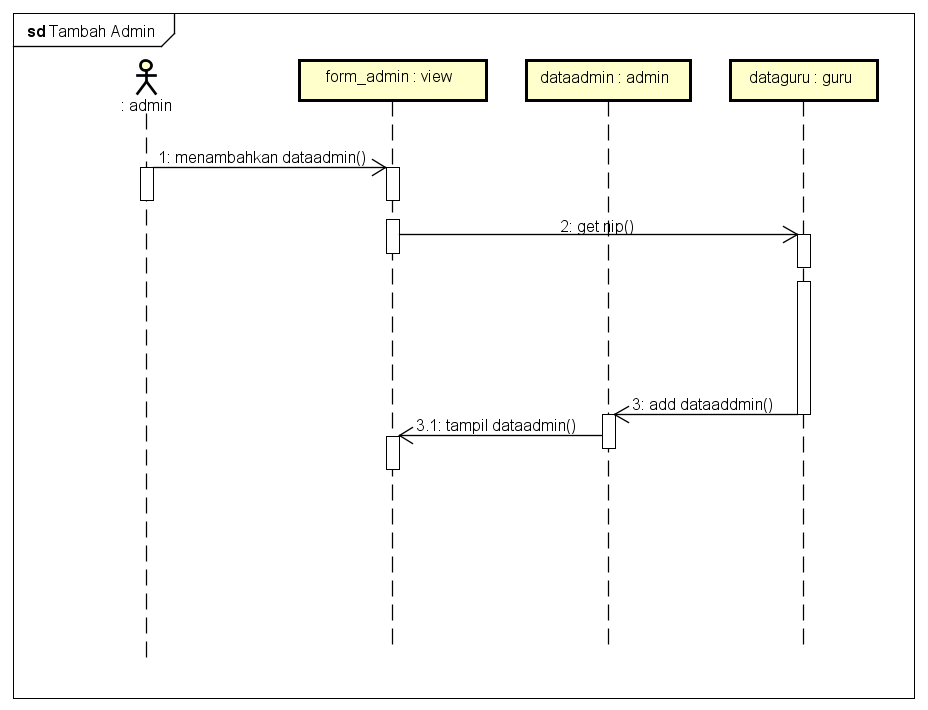 sd Tambah Admin
: admin
form_admin : view
dataadmin : admin
dataguru : guru
1: menambahkan dataadmin()
2: get nip()
3: add dataaddmin()
3.1: tampil dataadmin()